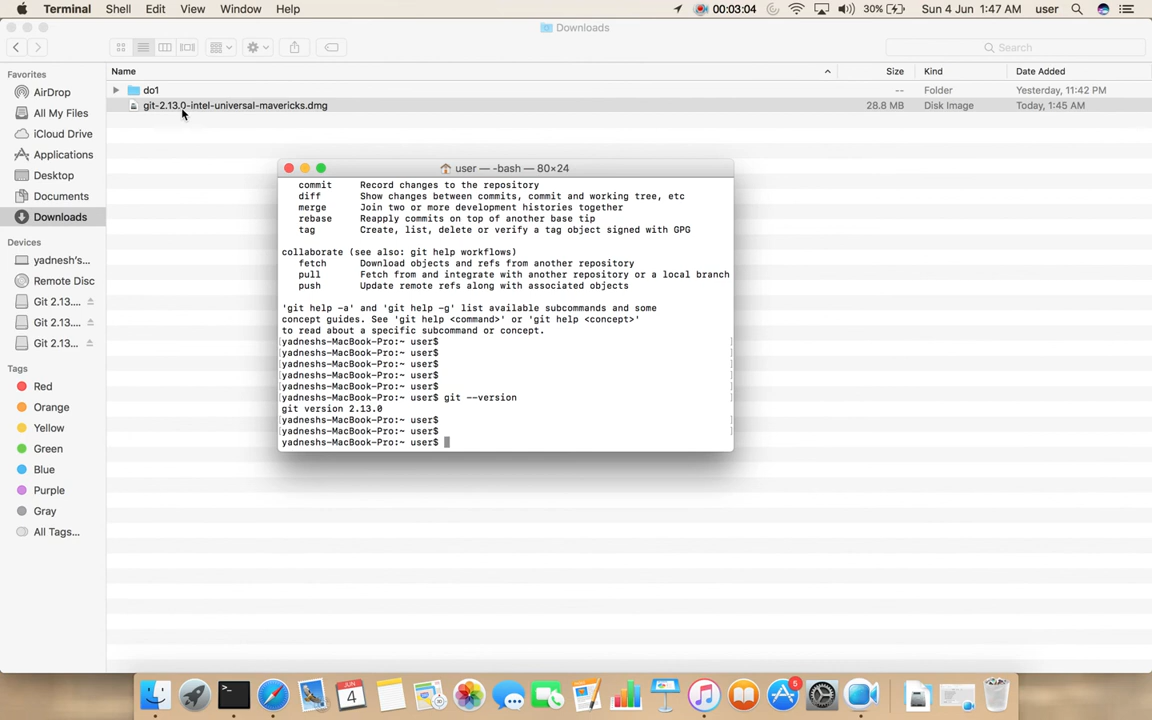 Terminal Shell Edit View Window Help 00:03:04 30% Sun 4 Jun 1:47 AM user
Downloads
Search
Favorites
AirDrop
All My Files
iCloud Drive
Applications
Desktop
Documents
Downloads
Devices
yadnesh's...
Remote Disc
Git 2.13....
Git 2.13...
Git 2.13...
Tags
Red
Orange
Yellow
Green
Blue
Purple
Gray
All Tags...
Name Size Kind Date Added
do1 -- Folder Yesterday, 11:42 PM
git-2.13.0-intel-universal-mavericks.dmg 28.8 MB Disk Image Today, 1:45 AM
user — -bash — 80×24
commit Record changes to the repository
diff Show changes between commits, commit and working tree, etc
merge Join two or more development histories together
rebase Reapply commits on top of another base tip
tag Create, list, delete or verify a tag object signed with GPG
collaborate (see also: git help workflows)
fetch Download objects and refs from another repository
pull Fetch from and integrate with another repository or a local branch
push Update remote refs along with associated objects
'git help -a' and 'git help -g' list available subcommands and some
concept guides. See 'git help <command>' or 'git help <concept>'
to read about a specific subcommand or concept.
[yadneshs-MacBook-Pro:~ user$ ]
[yadneshs-MacBook-Pro:~ user$ ]
[yadneshs-MacBook-Pro:~ user$ ]
[yadneshs-MacBook-Pro:~ user$ ]
[yadneshs-MacBook-Pro:~ user$ ]
[yadneshs-MacBook-Pro:~ user$ git --version ]
git version 2.13.0
[yadneshs-MacBook-Pro:~ user$ ]
[yadneshs-MacBook-Pro:~ user$ ]
yadneshs-MacBook-Pro:~ user$
JUN
4
5